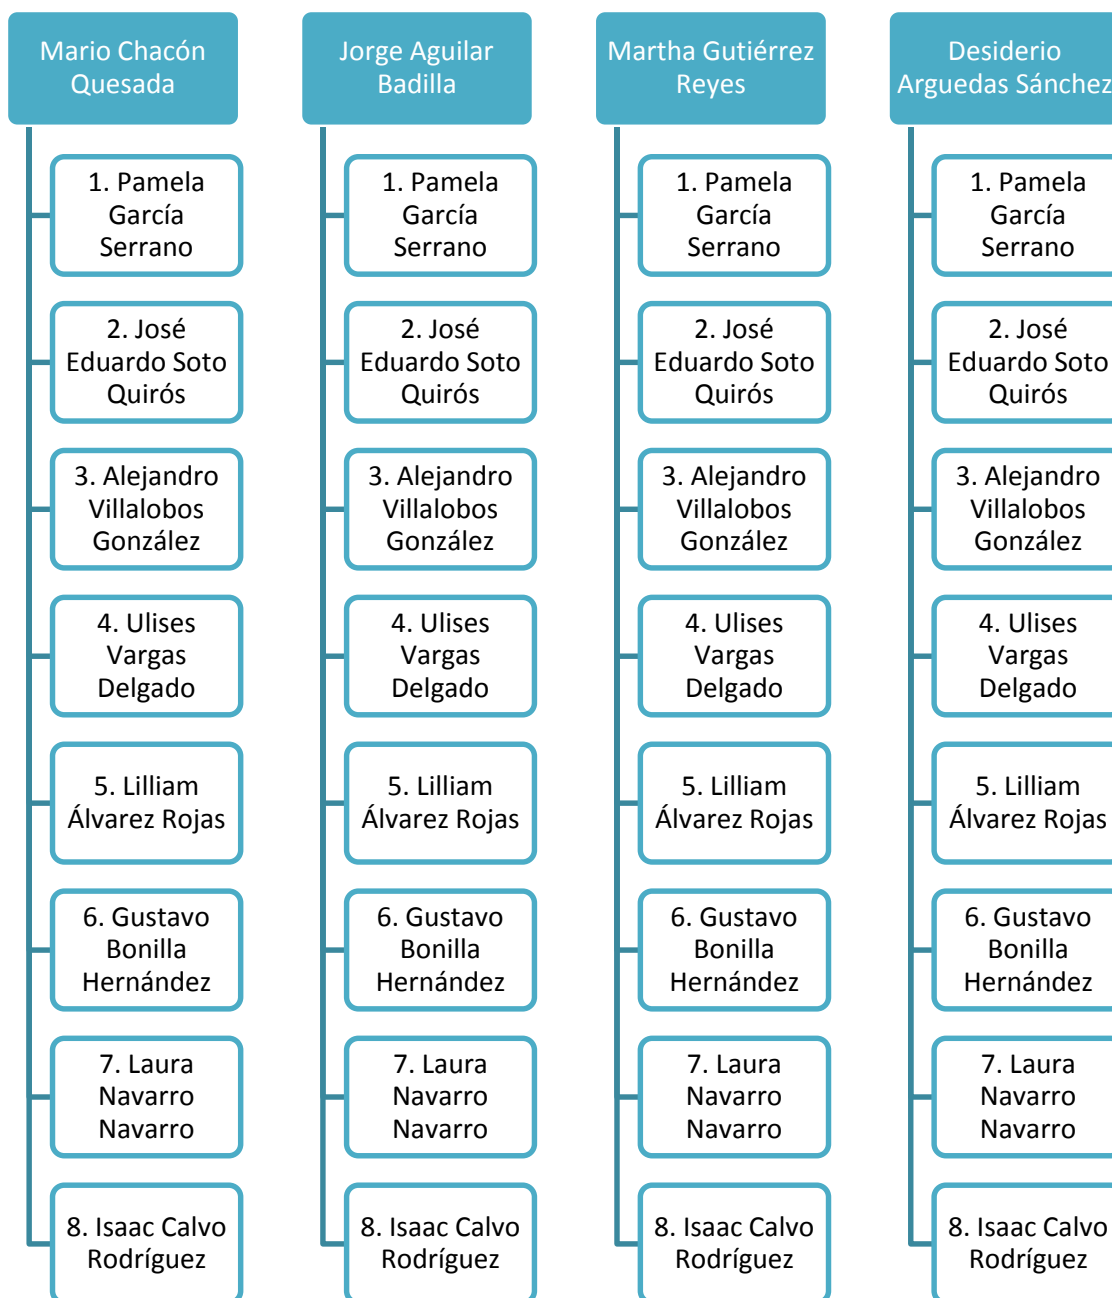 Mario Chacón
Quesada
1. Pamela
García
Serrano
2. José
Eduardo Soto
Quirós
3. Alejandro
Villalobos
González
4. Ulises
Vargas
Delgado
5. Lilliam
Álvarez Rojas
6. Gustavo
Bonilla
Hernández
7. Laura
Navarro
Navarro
8. Isaac Calvo
Rodríguez
Jorge Aguilar
Badilla
1. Pamela
García
Serrano
2. José
Eduardo Soto
Quirós
3. Alejandro
Villalobos
González
4. Ulises
Vargas
Delgado
5. Lilliam
Álvarez Rojas
6. Gustavo
Bonilla
Hernández
7. Laura
Navarro
Navarro
8. Isaac Calvo
Rodríguez
Martha Gutiérrez
Reyes
1. Pamela
García
Serrano
2. José
Eduardo Soto
Quirós
3. Alejandro
Villalobos
González
4. Ulises
Vargas
Delgado
5. Lilliam
Álvarez Rojas
6. Gustavo
Bonilla
Hernández
7. Laura
Navarro
Navarro
8. Isaac Calvo
Rodríguez
Desiderio
Arguedas Sánchez
1. Pamela
García
Serrano
2. José
Eduardo Soto
Quirós
3. Alejandro
Villalobos
González
4. Ulises
Vargas
Delgado
5. Lilliam
Álvarez Rojas
6. Gustavo
Bonilla
Hernández
7. Laura
Navarro
Navarro
8. Isaac Calvo
Rodríguez